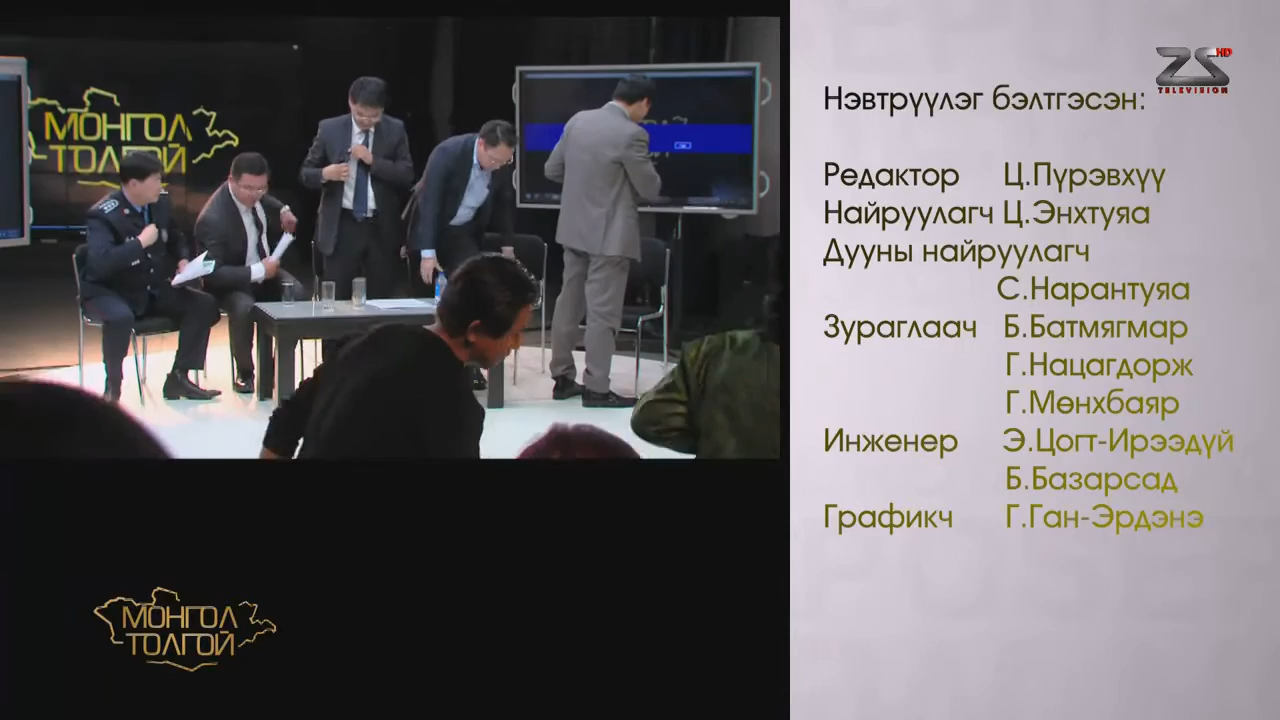 МОНГОЛ
ТОЛГОЙ
ZS HD
TELEVISION
Нэвтрүүлэг бэлтгэсэн:
Редактор Ц.Пүрэвхүү
Найруулагч Ц.Энхтуяа
Дууны найруулагч
С.Нарантуяа
Зураглаач Б.Батмягмар
Г.Нацагдорж
Г.Мөнхбаяр
Инженер Э.Цогт-Ирээдүй
Б.Базарсад
Графикч Г.Ган-Эрдэнэ
МОНГОЛ
ТОЛГОЙ